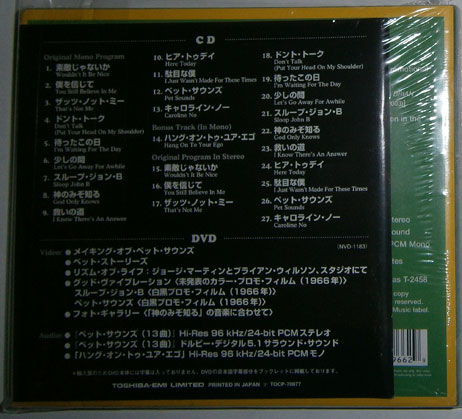 CD
Original Mono Program
1. 素敵じゃないか
Wouldn't It Be Nice
2. 僕を信じて
You Still Believe In Me
3. ザッツ・ノット・ミー
That's Not Me
4. ドント・トーク
Don't Talk
(Put Your Head On My Shoulder)
5. 待ったこの日
I'm Waiting For The Day
6. 少しの間
Let's Go Away For Awhile
7. スループ・ジョン・B
Sloop John B
8. 神のみぞ知る
God Only Knows
9. 救いの道
I Know There's An Answer
10. ヒア・トゥデイ
Here Today
11. 駄目な僕
I Just Wasn't Made For These Times
12. ペット・サウンズ
Pet Sounds
13. キャロライン・ノー
Caroline No
Bonus Track (In Mono)
14. ハング・オン・トゥ・ユア・エゴ
Hang On To Your Ego
Original Program In Stereo
15. 素敵じゃないか
Wouldn't It Be Nice
16. 僕を信じて
You Still Believe In Me
17. ザッツ・ノット・ミー
That's Not Me
18. ドント・トーク
Don't Talk
(Put Your Head On My Shoulder)
19. 待ったこの日
I'm Waiting For The Day
20. 少しの間
Let's Go Away For Awhile
21. スループ・ジョン・B
Sloop John B
22. 神のみぞ知る
God Only Knows
23. 救いの道
I Know There's An Answer
24. ヒア・トゥデイ
Here Today
25. 駄目な僕
I Just Wasn't Made For These Times
26. ペット・サウンズ
Pet Sounds
27. キャロライン・ノー
Caroline No
DVD
(NVD-1183)
Video:
● メイキング・オブ・ペット・サウンズ
● ペット・ストーリーズ
● リズム・オブ・ライフ：ジョージ・マーティンとブライアン・ウィルソン、スタジオにて
● グッド・ヴァイブレーション〈未発表のカラー・プロモ・フィルム (1966年)〉
スループ・ジョン・B〈白黒プロモ・フィルム (1966年)〉
ペット・サウンズ〈白黒プロモ・フィルム (1966年)〉
● フォト・ギャラリー〈「神のみぞ知る」の音楽に合わせて〉
Audio:
● 「ペット・サウンズ (13曲)」 Hi-Res 96 kHz/24-bit PCM ステレオ
● 「ペット・サウンズ (13曲)」 ドルビー・デジタル5.1 サラウンド・サウンド
● 「ハング・オン・トゥ・ユア・エゴ」 Hi-Res 96 kHz/24-bit PCM モノ
TOSHIBA-EMI LIMITED PRINTED IN JAPAN Y TOCP-70077
on in the
stereo
PCM Mono
tes
as T-2458
copy
reserved.
Music label.
9662 9